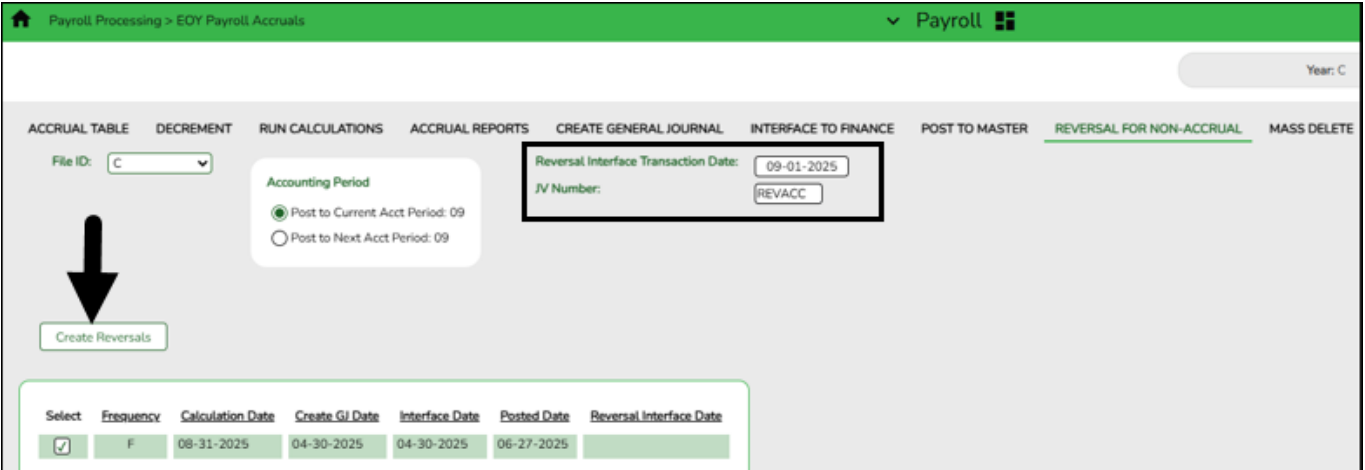 Payroll Processing > EOY Payroll Accruals
Payroll
Year: C
ACCRUAL TABLE DECREMENT RUN CALCULATIONS ACCRUAL REPORTS CREATE GENERAL JOURNAL INTERFACE TO FINANCE POST TO MASTER REVERSAL FOR NON-ACCRUAL MASS DELETE
File ID: C
Accounting Period
Post to Current Acct Period: 09
Post to Next Acct Period: 09
Reversal Interface Transaction Date: 09-01-2025
JV Number: REVACC
Create Reversals
Select Frequency Calculation Date Create GJ Date Interface Date Posted Date Reversal Interface Date
F 08-31-2025 04-30-2025 04-30-2025 06-27-2025